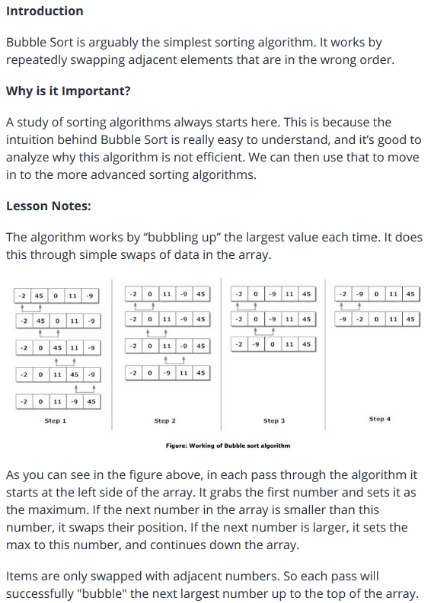 Introduction
Bubble Sort is arguably the simplest sorting algorithm. It works by
repeatedly swapping adjacent elements that are in the wrong order.
Why is it Important?
A study of sorting algorithms always starts here. This is because the
intuition behind Bubble Sort is really easy to understand, and it's good to
analyze why this algorithm is not efficient. We can then use that to move
in to the more advanced sorting algorithms.
Lesson Notes:
The algorithm works by "bubbling up" the largest value each time. It does
this through simple swaps of data in the array.
-2 45 0 11 -9
-2 45 0 11 -9
-2 0 45 11 -9
-2 0 11 45 -9
-2 0 11 -9 45
Step 1
-2 0 11 -9 45
-2 0 11 -9 45
-2 0 11 -9 45
-2 0 -9 11 45
Step 2
-2 0 -9 11 45
-2 0 -9 11 45
-2 -9 0 11 45
Step 3
-2 -9 0 11 45
-9 -2 0 11 45
Step 4
Figure: Working of Bubble sort algorithm
As you can see in the figure above, in each pass through the algorithm it
starts at the left side of the array. It grabs the first number and sets it as
the maximum. If the next number in the array is smaller than this
number, it swaps their position. If the next number is larger, it sets the
max to this number, and continues down the array.
Items are only swapped with adjacent numbers. So each pass will
successfully "bubble" the next largest number up to the top of the array.